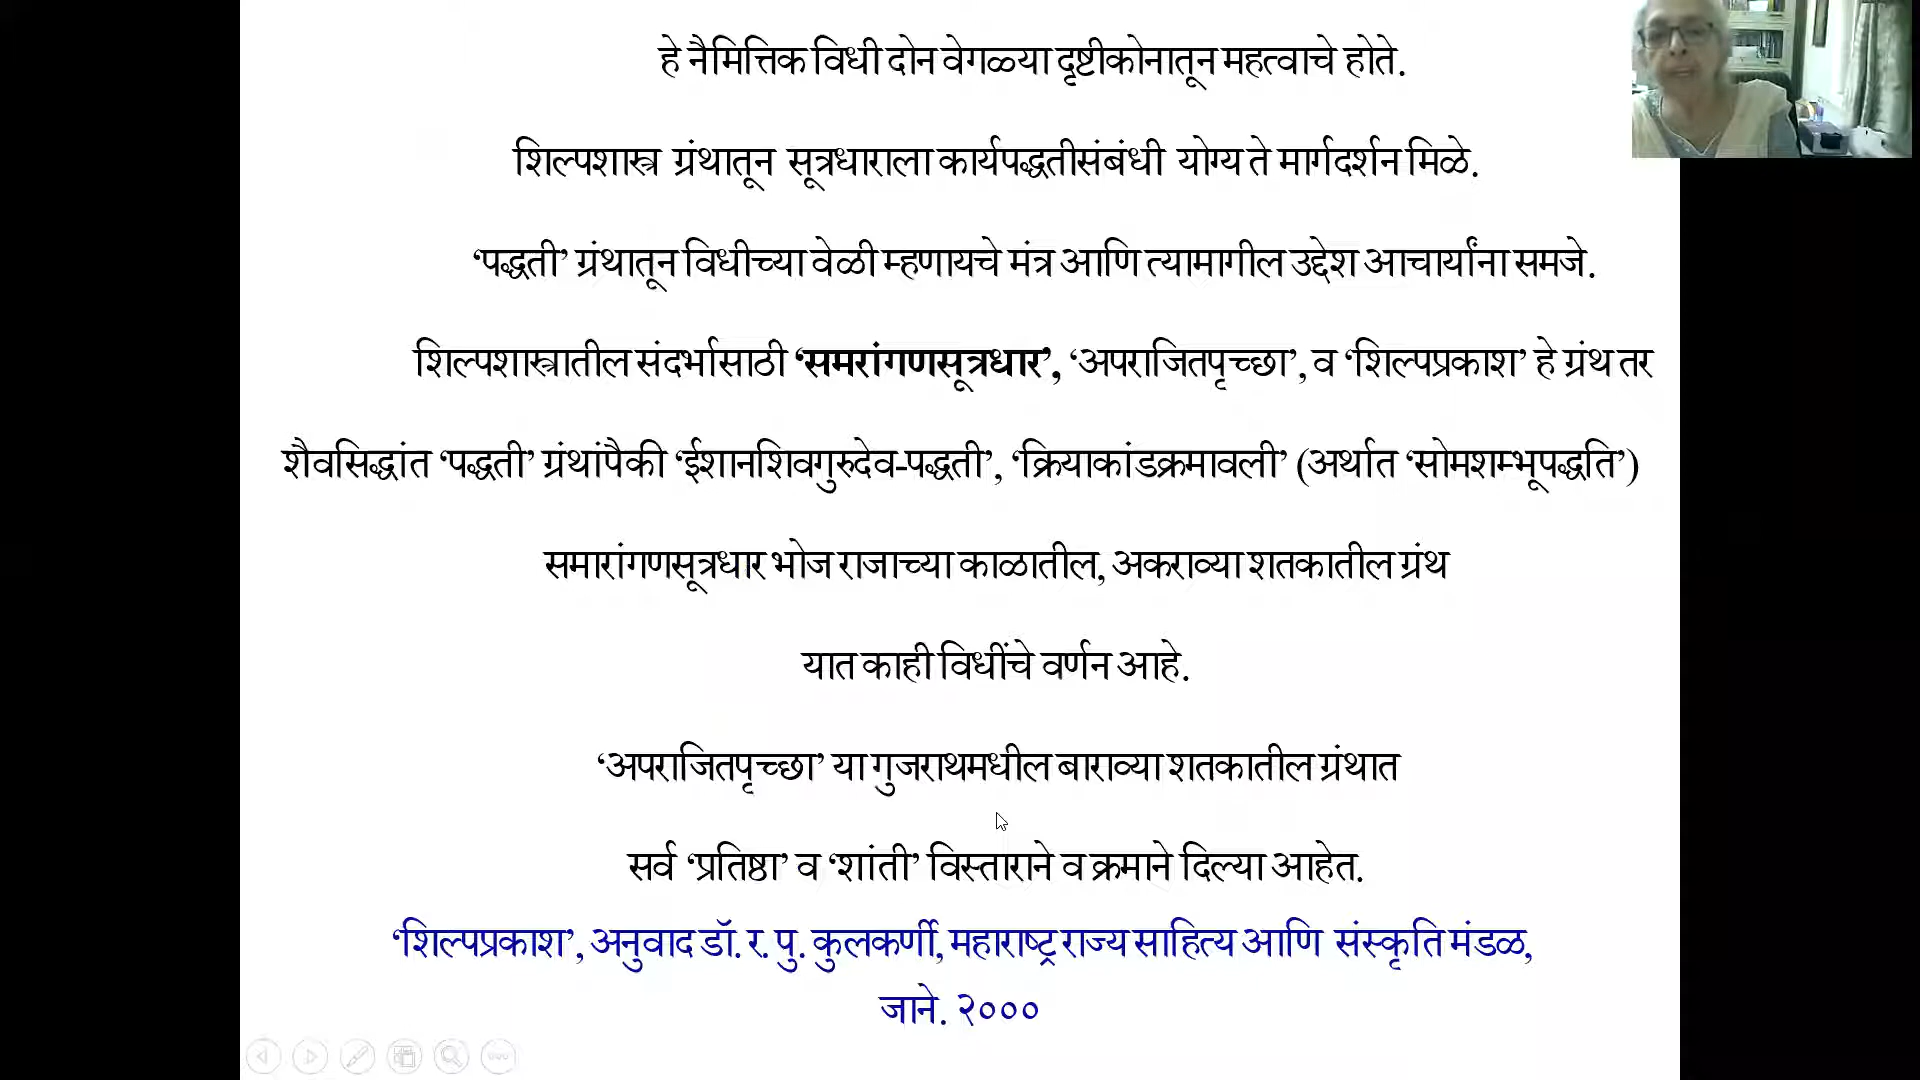 हे नैमित्तिक विधी दोन वेगळ्या दृष्टीकोनातून महत्वाचे होते.
शिल्पशास्त्र ग्रंथातून सूत्रधाराला कार्यपद्धतीसंबंधी योग्य ते मार्गदर्शन मिळे.
‘पद्धती’ ग्रंथातून विधीच्या वेळी म्हणायचे मंत्र आणि त्यामागील उद्देश आचार्यांना समजे.
शिल्पशास्त्रातील संदर्भासाठी ‘समरांगणसूत्रधार’, ‘अपराजितपृच्छा’, व ‘शिल्पप्रकाश’ हे ग्रंथ तर
शैवसिद्धांत ‘पद्धती’ ग्रंथांपैकी ‘ईशानशिवगुरुदेव-पद्धती’, ‘क्रियाकांडक्रमावली’ (अर्थात ‘सोमशम्भूपद्धति’)
समारांगणसूत्रधार भोज राजाच्या काळातील, अकराव्या शतकातील ग्रंथ
यात काही विधींचे वर्णन आहे.
‘अपराजितपृच्छा’ या गुजराथमधील बाराव्या शतकातील ग्रंथात
सर्व ‘प्रतिष्ठा’ व ‘शांती’ विस्ताराने व क्रमाने दिल्या आहेत.
‘शिल्पप्रकाश’, अनुवाद डॉ. र. पु. कुलकर्णी, महाराष्ट्र राज्य साहित्य आणि संस्कृति मंडळ,
जाने. २०००